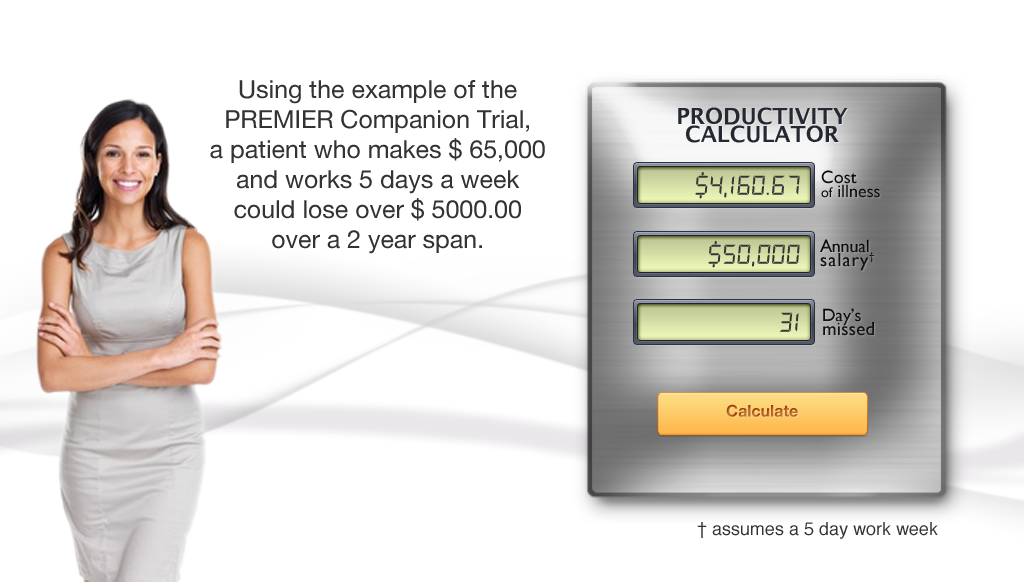 Using the example of the
PREMIER Companion Trial,
a patient who makes $ 65,000
and works 5 days a week
could lose over $ 5000.00
over a 2 year span.
PRODUCTIVITY
CALCULATOR
$4,160.67 Cost
of illness
$50,000 Annual
salary†
31 Day's
missed
Calculate
† assumes a 5 day work week